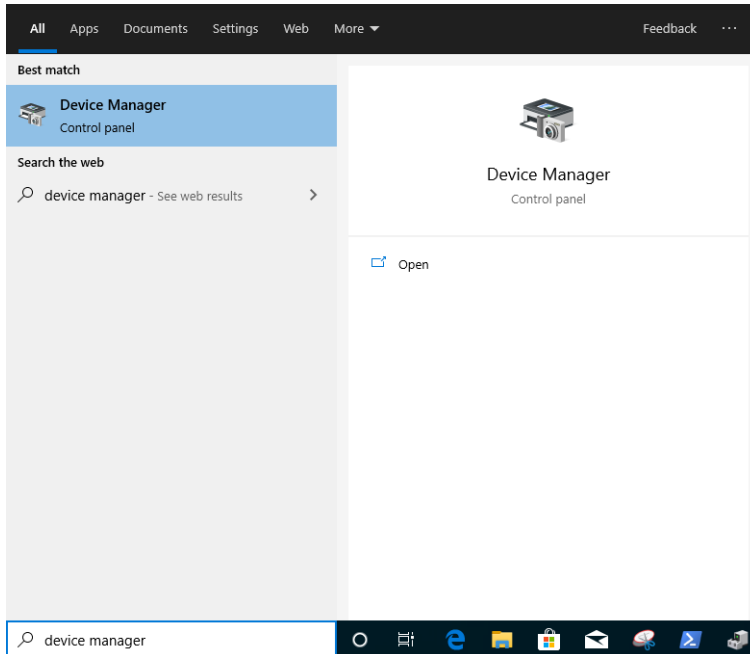 All Apps Documents Settings Web More Feedback ...
Best match
Device Manager
Control panel
Search the web
device manager - See web results
Device Manager
Control panel
Open
device manager